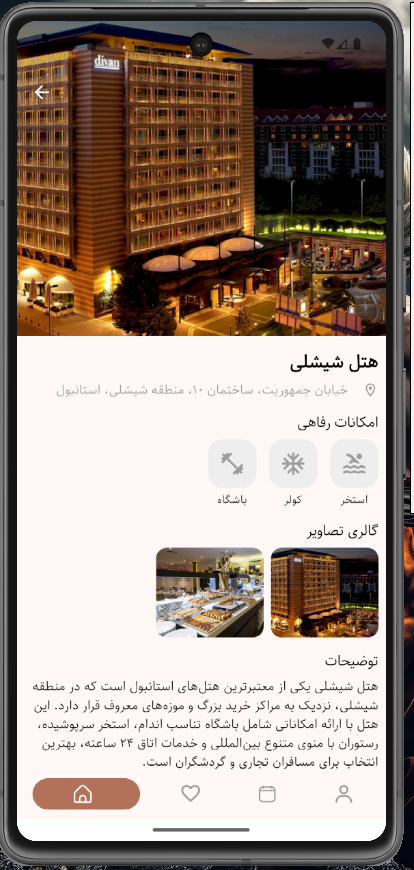 divan
هتل شیشلی
خیابان جمهوریت، ساختمان ۱۰، منطقه شیشلی، استانبول
امکانات رفاهی
استخر
کولر
باشگاه
گالری تصاویر
توضیحات
هتل شیشلی یکی از معتبرترین هتل‌های استانبول است که در منطقه
شیشلی، نزدیک به مراکز خرید بزرگ و موزه‌های معروف قرار دارد. این
هتل با ارائه امکاناتی شامل باشگاه تناسب اندام، استخر سرپوشیده،
رستوران با منوی متنوع بین‌المللی و خدمات اتاق ۲۴ ساعته، بهترین
انتخاب برای مسافران تجاری و گردشگران است.